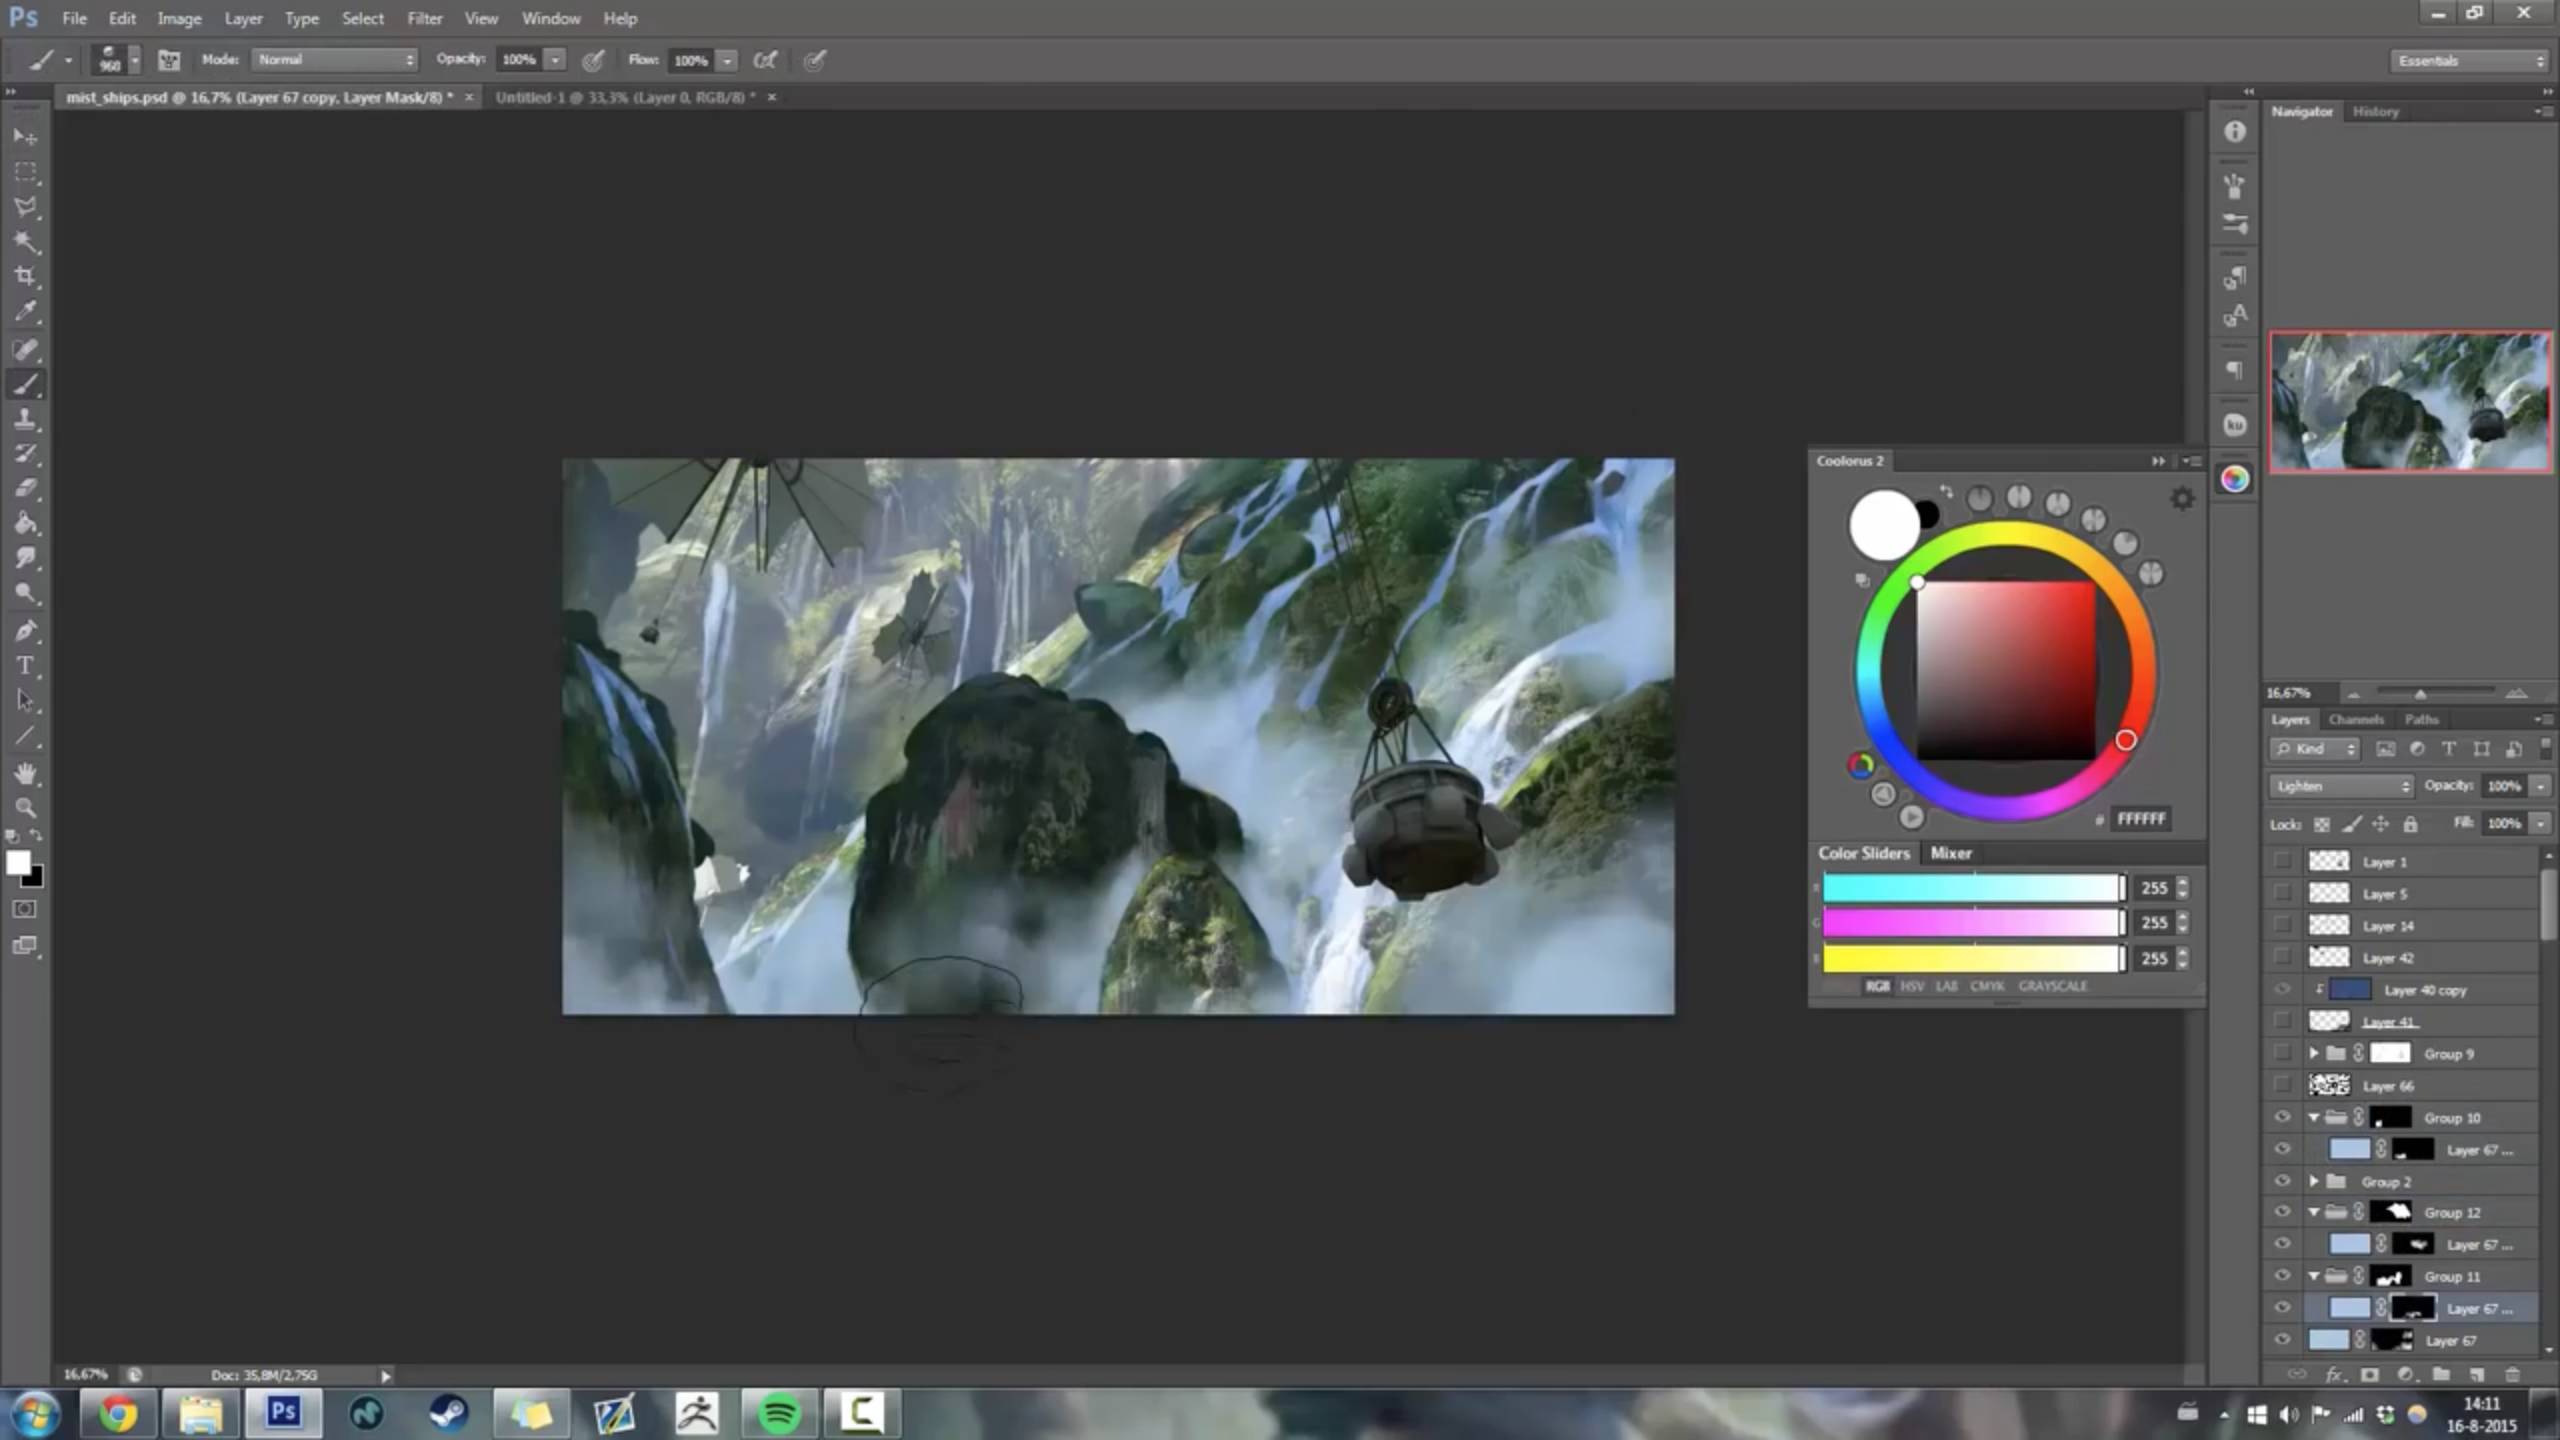 Ps File Edit Image Layer Type Select Filter View Window Help
960 Mode: Normal Opacity: 100% Flow: 100% Essentials
mist_ships.psd @ 16,7% (Layer 67 copy, Layer Mask/8) * × Untitled-1 @ 33,3% (Layer 0, RGB/8) * ×
Navigator History
Coolorus 2
# FFFFFF
Color Sliders Mixer
R 255
G 255
B 255
RGB HSV LAB CMYK GRAYSCALE
16,67%
Layers Channels Paths
Kind
Lighten Opacity: 100%
Lock: Fill: 100%
Layer 1
Layer 5
Layer 14
Layer 42
Layer 40 copy
Layer 41
Group 9
Layer 66
Group 10
Layer 67 ...
Group 2
Group 12
Layer 67 ...
Group 11
Layer 67 ...
Layer 67
fx
16,67% Doc: 35,8M/2,75G
Ps
14:11
16-8-2015